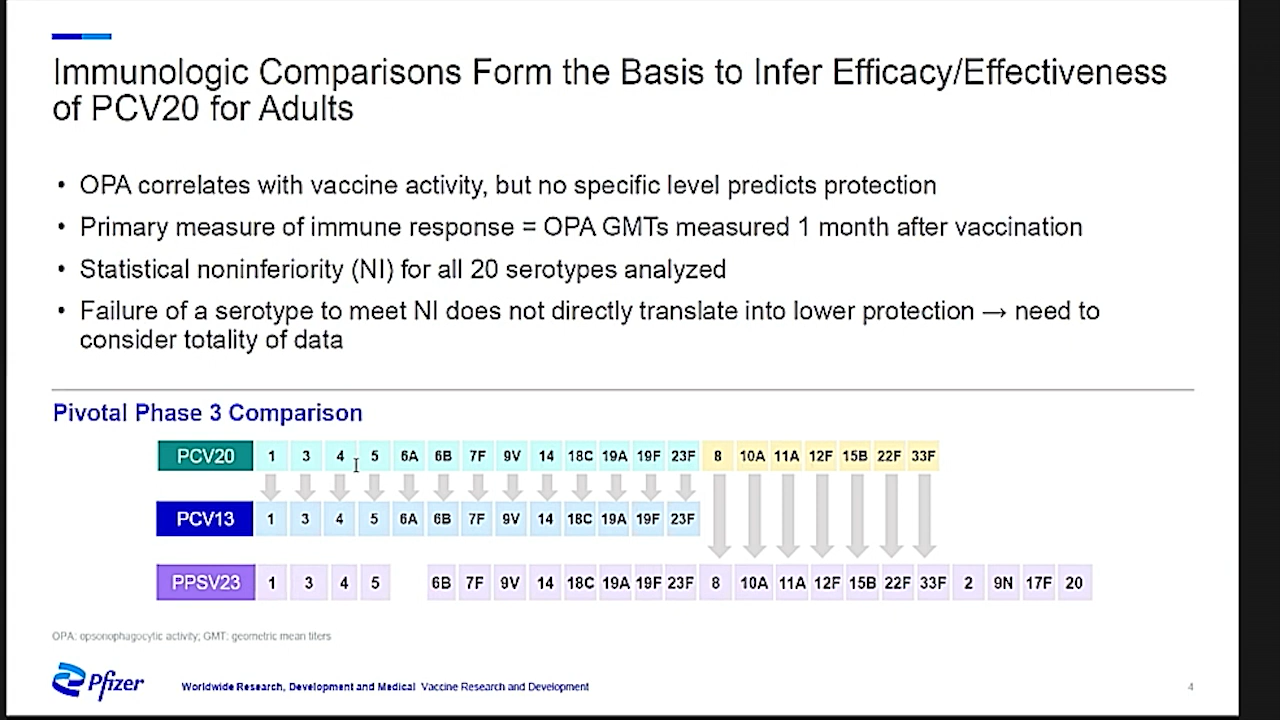 Immunologic Comparisons Form the Basis to Infer Efficacy/Effectiveness
of PCV20 for Adults
• OPA correlates with vaccine activity, but no specific level predicts protection
• Primary measure of immune response = OPA GMTs measured 1 month after vaccination
• Statistical noninferiority (NI) for all 20 serotypes analyzed
• Failure of a serotype to meet NI does not directly translate into lower protection → need to
consider totality of data
Pivotal Phase 3 Comparison
PCV20 1 3 4 5 6A 6B 7F 9V 14 18C 19A 19F 23F 8 10A 11A 12F 15B 22F 33F
PCV13 1 3 4 5 6A 6B 7F 9V 14 18C 19A 19F 23F
PPSV23 1 3 4 5 6B 7F 9V 14 18C 19A 19F 23F 8 10A 11A 12F 15B 22F 33F 2 9N 17F 20
OPA: opsonophagocytic activity; GMT: geometric mean titers
Pfizer Worldwide Research, Development and Medical Vaccine Research and Development 4